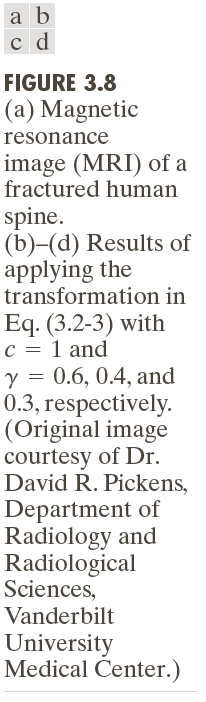 a b
c d
FIGURE 3.8
(a) Magnetic
resonance
image (MRI) of a
fractured human
spine.
(b)–(d) Results of
applying the
transformation in
Eq. (3.2-3) with
c = 1 and
γ = 0.6, 0.4, and
0.3, respectively.
(Original image
courtesy of Dr.
David R. Pickens,
Department of
Radiology and
Radiological
Sciences,
Vanderbilt
University
Medical Center.)